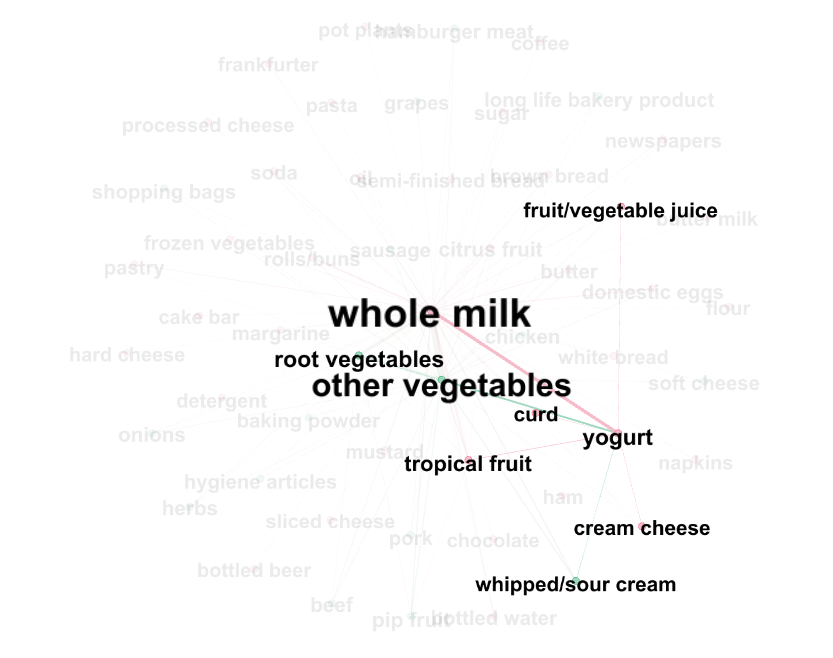 pot plants
hamburger meat
coffee
frankfurter
pasta
grapes
long life bakery product
sugar
processed cheese
newspapers
soda
oil
semi-finished bread
brown bread
shopping bags
fruit/vegetable juice
butter milk
frozen vegetables
rolls/buns
sausage
citrus fruit
pastry
butter
domestic eggs
flour
whole milk
cake bar
margarine
chicken
hard cheese
root vegetables
white bread
other vegetables
soft cheese
detergent
curd
baking powder
onions
yogurt
mustard
tropical fruit
napkins
hygiene articles
ham
herbs
sliced cheese
cream cheese
pork
chocolate
bottled beer
whipped/sour cream
beef
pip fruit
bottled water